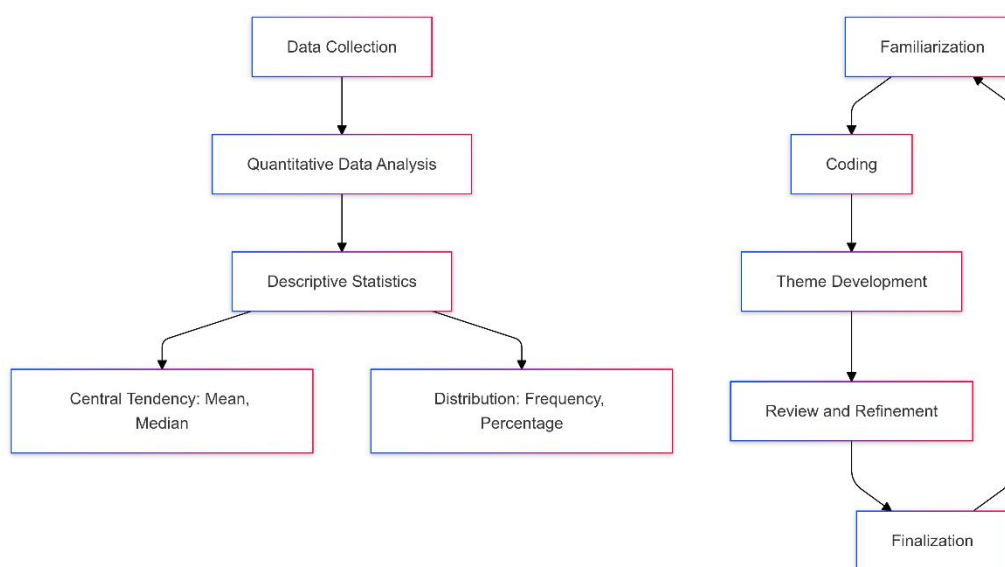 Data Collection
Quantitative Data Analysis
Descriptive Statistics
Central Tendency: Mean,
Median
Distribution: Frequency,
Percentage
Familiarization
Coding
Theme Development
Review and Refinement
Finalization